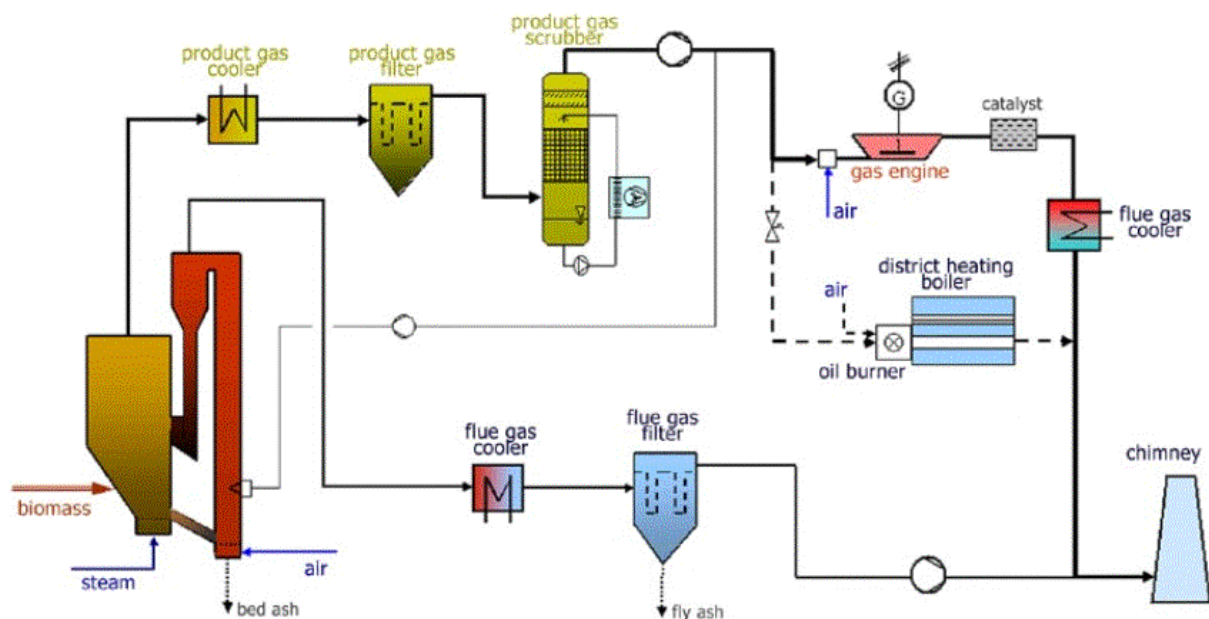 product gas
scrubber
product gas
cooler
product gas
filter
G
catalyst
gas engine
air
flue gas
cooler
district heating
boiler
air
oil burner
flue gas
cooler
flue gas
filter
chimney
biomass
steam
air
bed ash
fly ash